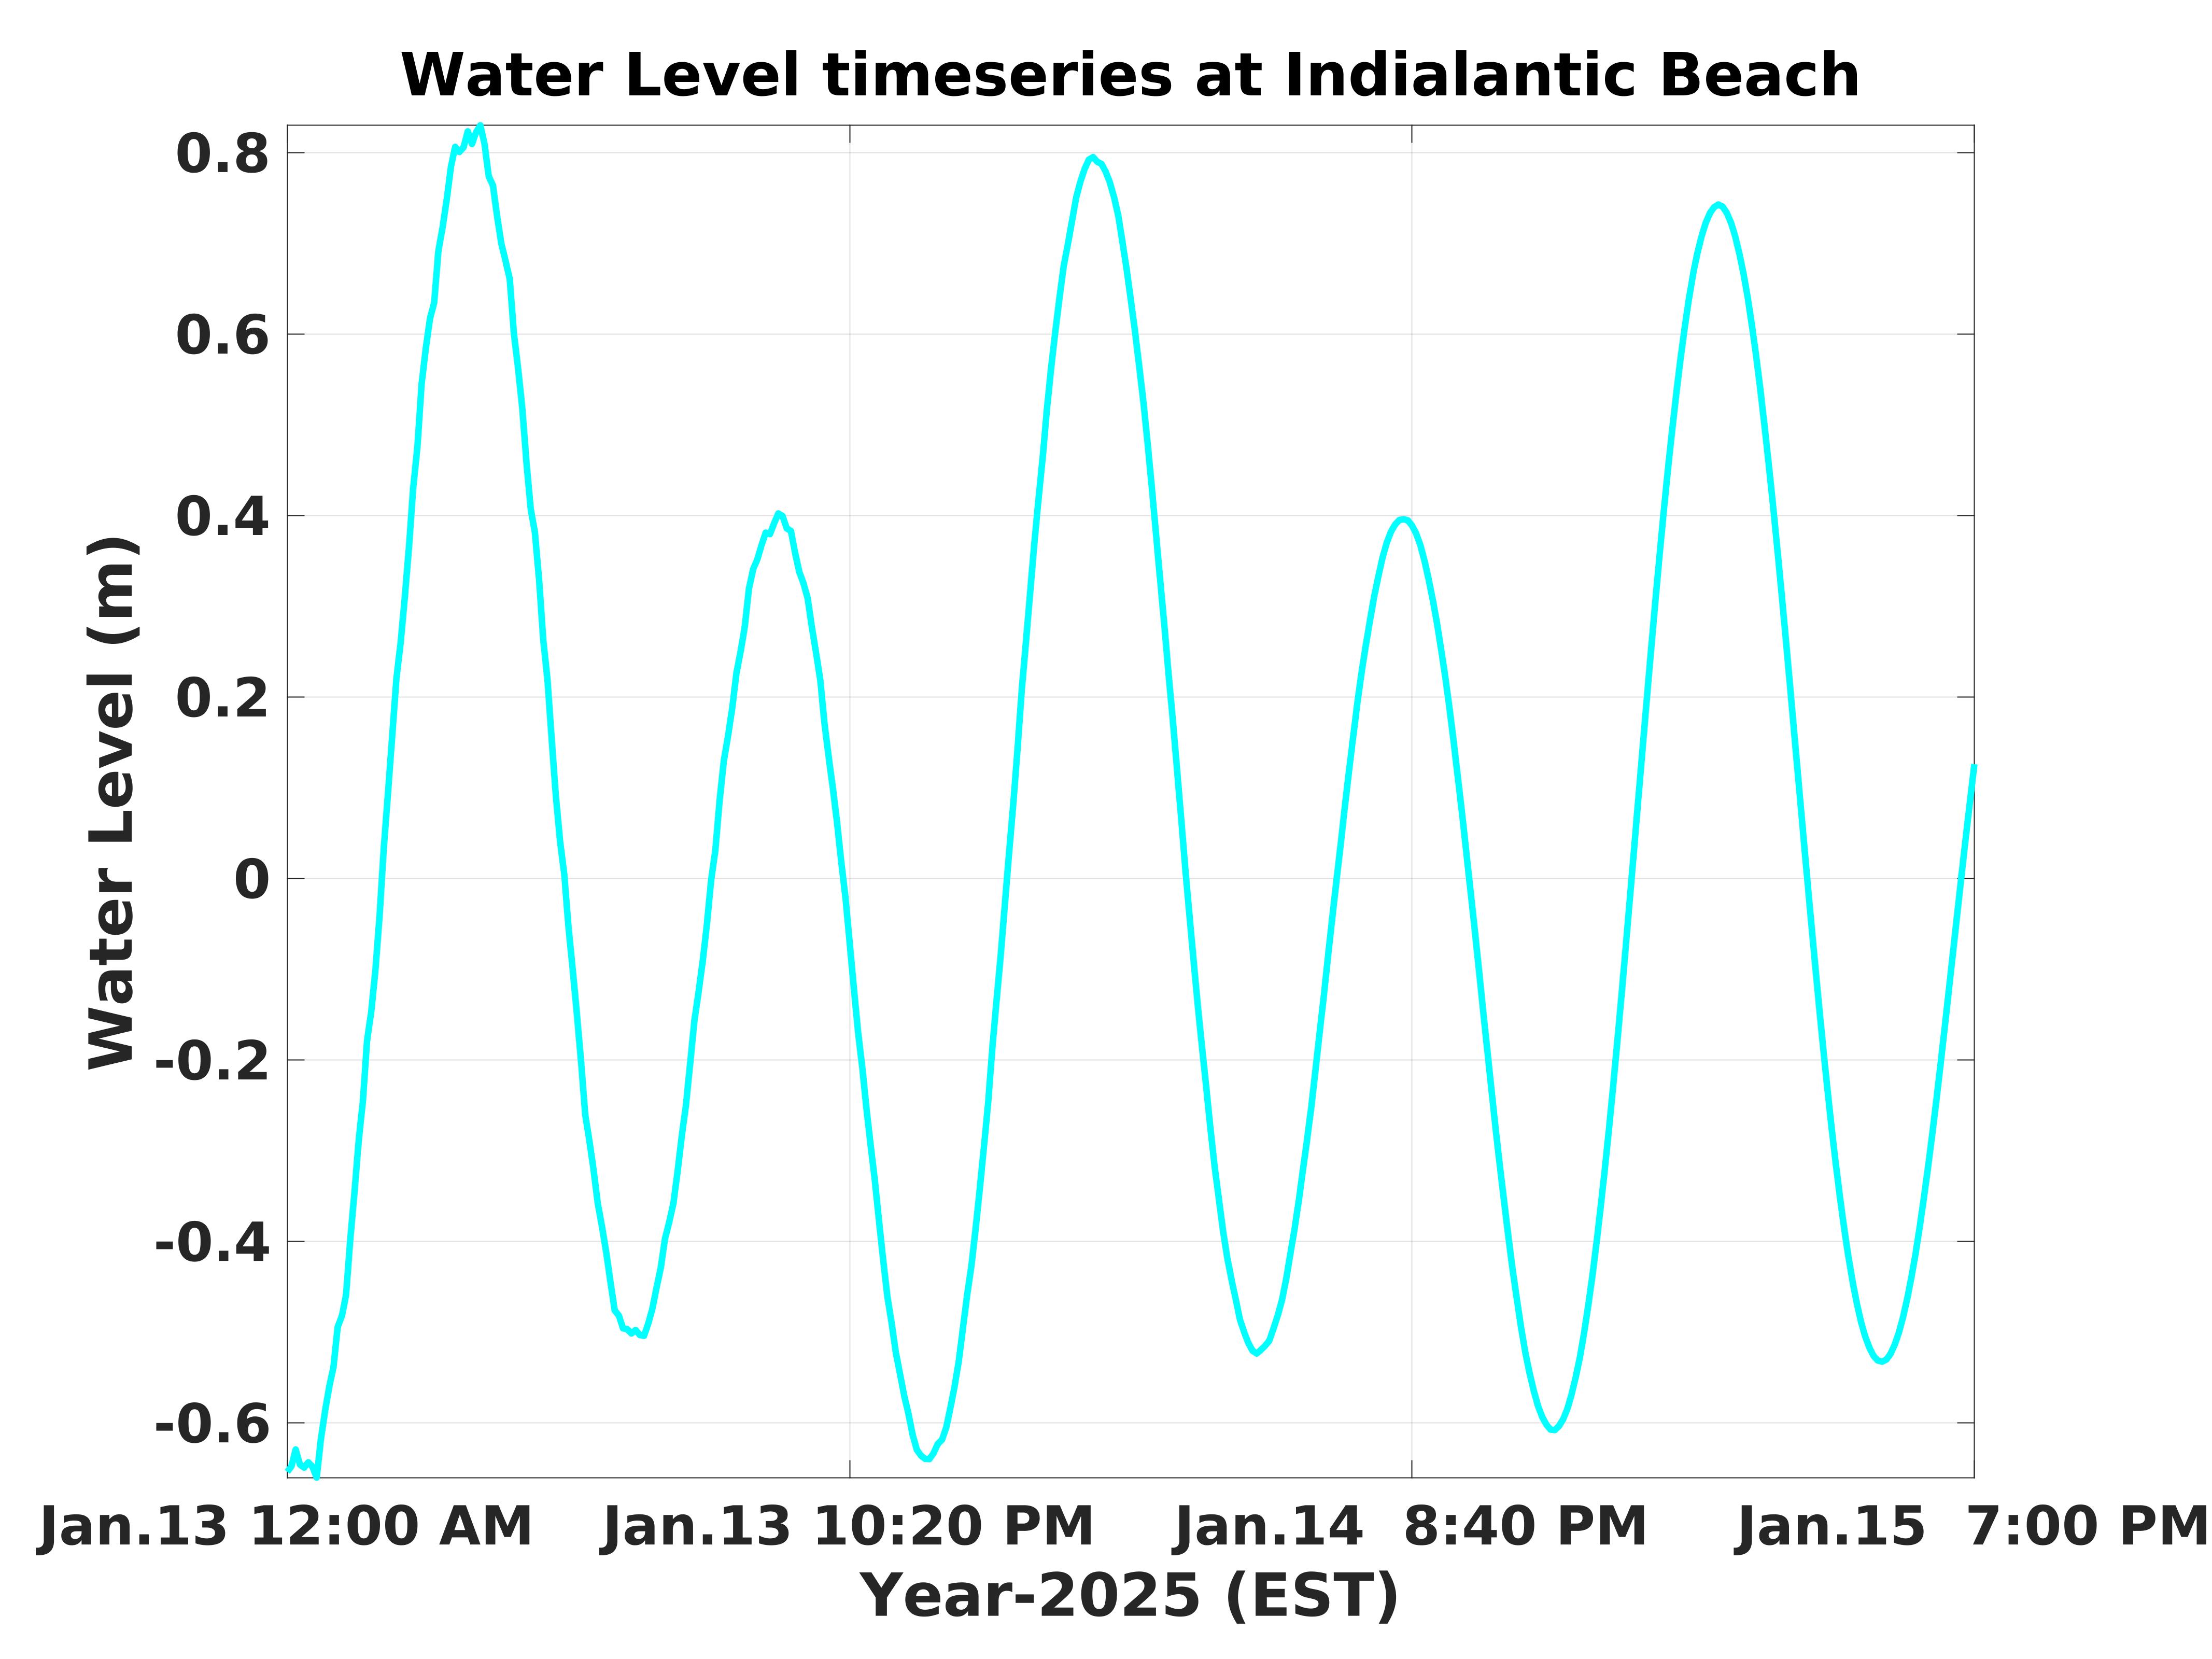 Water Level timeseries at Indialantic Beach
0.8
0.6
0.4
0.2
0
-0.2
-0.4
-0.6
Water Level (m)
Jan.13 12:00 AM Jan.13 10:20 PM Jan.14 8:40 PM Jan.15 7:00 PM
Year-2025 (EST)